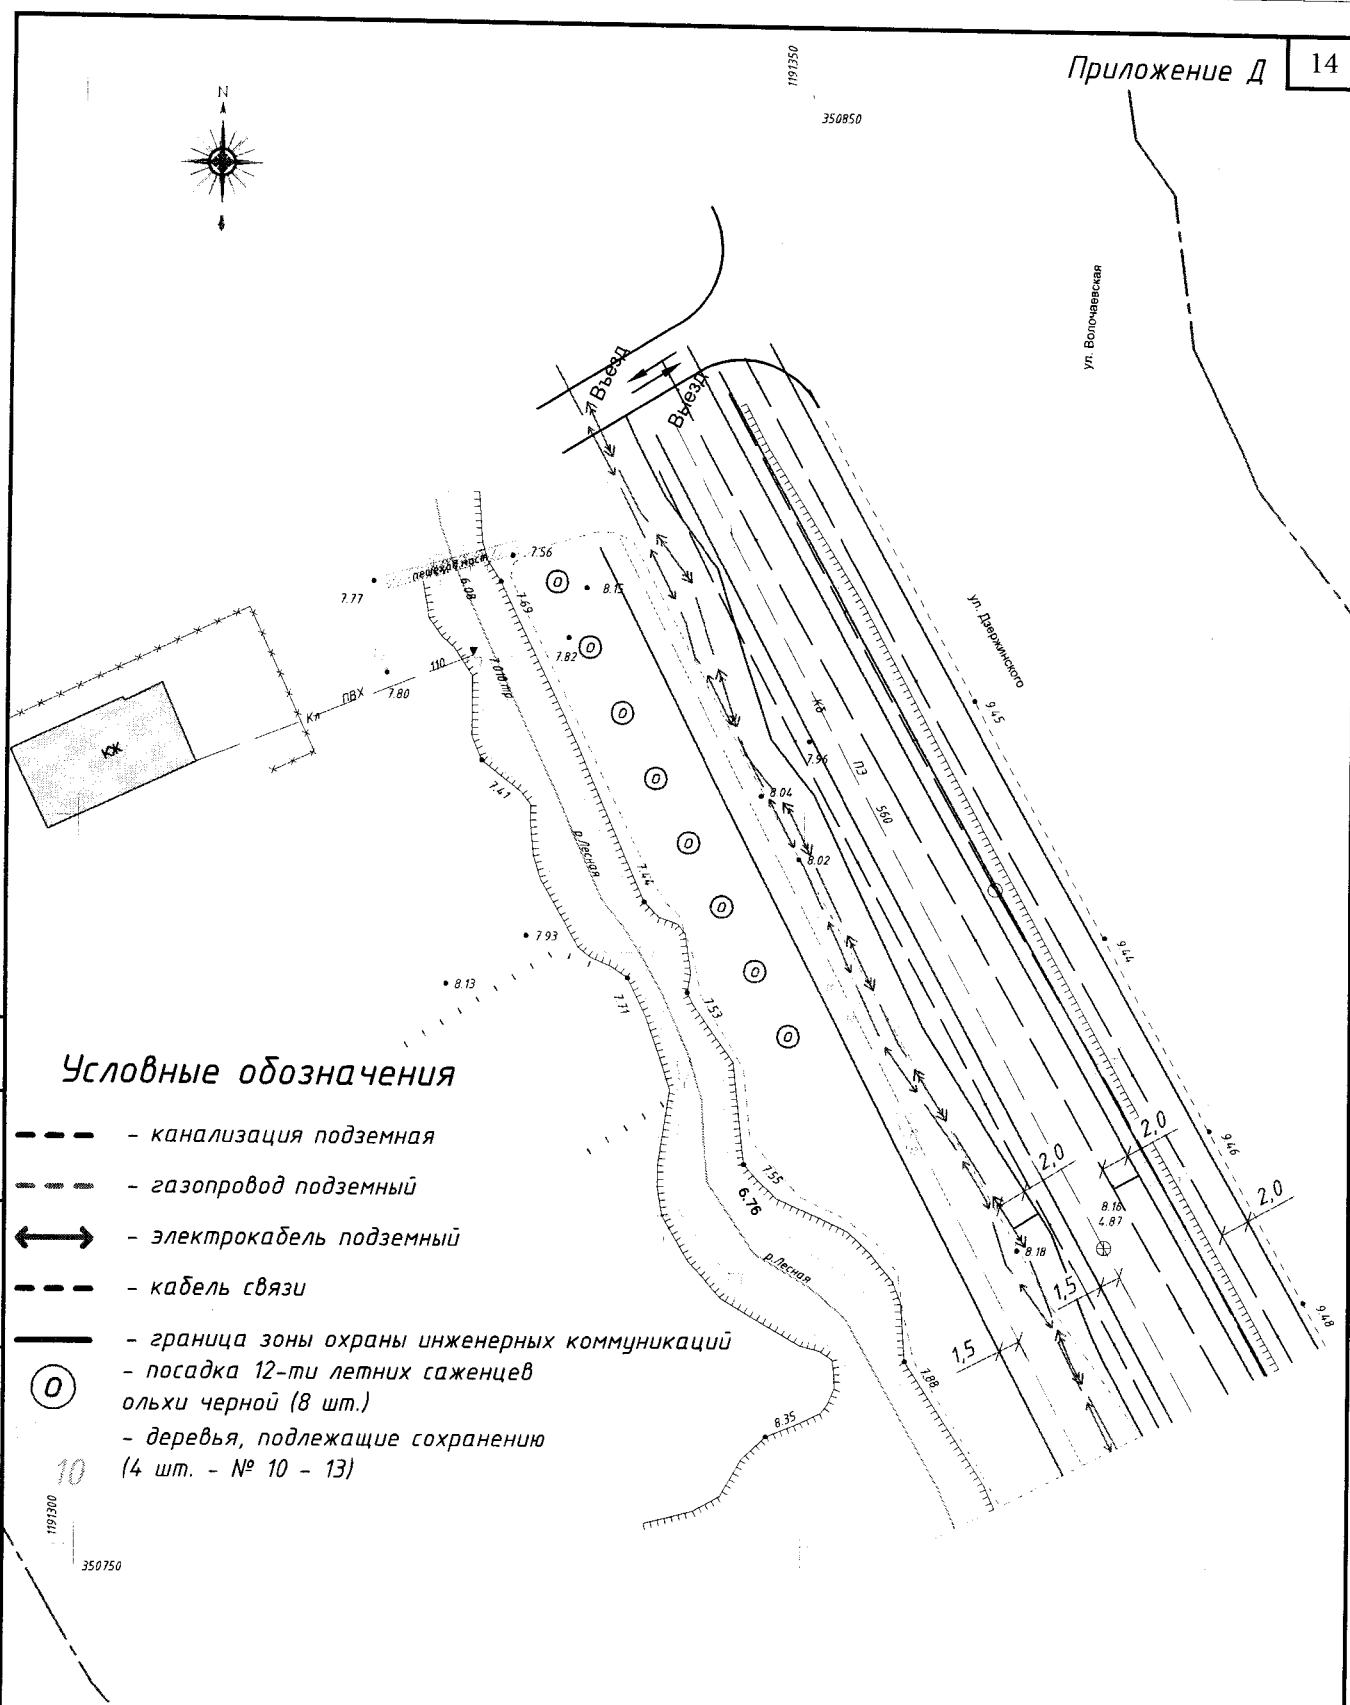 Приложение Д
14
1191350
350850
N
ул. Волочаевская
Въезд
Выезд
7.56
7.77
6.08
7.69
8.15
ул. Дзержинского
7.82
110
ПВХ
7.80
Кл
9.45
КЖ
Кб
7.96
ПЗ
560
7.41
8.04
р.Лесная
8.02
7.44
7.93
9.44
8.13
7.71
7.53
Условные обозначения
- канализация подземная
- газопровод подземный
- электрокабель подземный
- кабель связи
- граница зоны охраны инженерных коммуникаций
- посадка 12-ти летних саженцев
ольхи черной (8 шт.)
- деревья, подлежащие сохранению
10
(4 шт. - № 10 - 13)
2,0
9.46
2,0
7.55
6.76
2,0
8.16
4.87
8.18
р.Лесная
1,5
9.48
1,5
7.88
8.35
1191300
350750